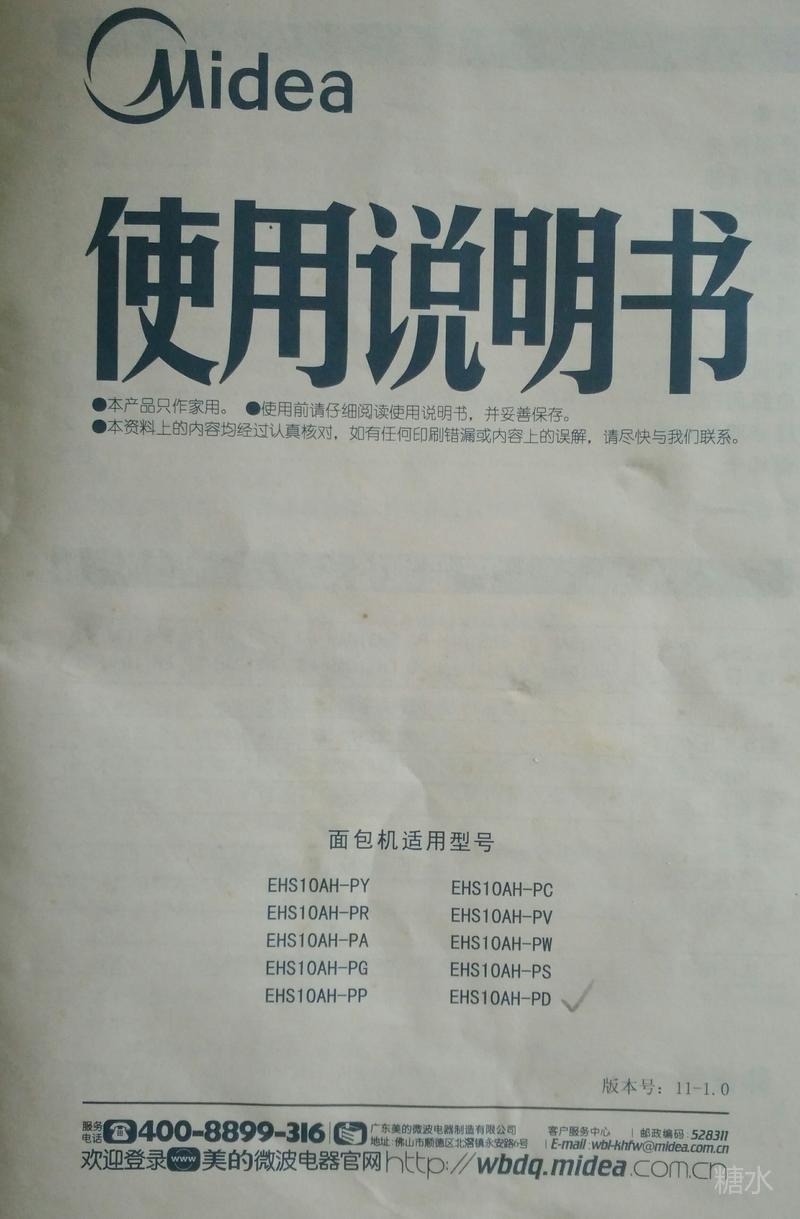 Midea
使用说明书
●本产品只作家用。 ●使用前请仔细阅读使用说明书，并妥善保存。
●本资料上的内容均经过认真核对，如有任何印刷错漏或内容上的误解，请尽快与我们联系。
面包机适用型号
EHS10AH-PY EHS10AH-PC
EHS10AH-PR EHS10AH-PV
EHS10AH-PA EHS10AH-PW
EHS10AH-PG EHS10AH-PS
EHS10AH-PP EHS10AH-PD
版本号：11-1.0
服务电话 400-8899-316 广东美的微波电器制造有限公司 客户服务中心 邮政编码：528311
地址：佛山市顺德区北滘镇永安路6号 E-mail：wbl-khfw@midea.com.cn
欢迎登录 www 美的微波电器官网 http://wbdq.midea.com.cn
糖水